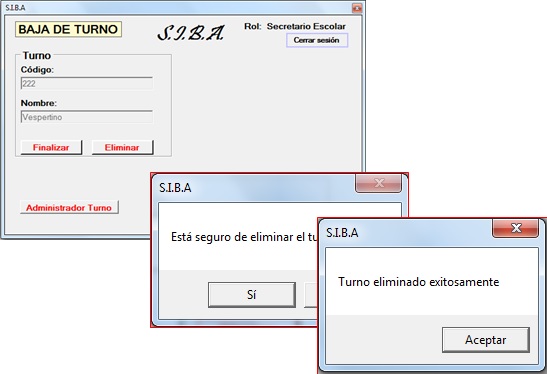 S.I.B.A
BAJA DE TURNO
S.I.B.A
Rol: Secretario Escolar
Cerrar sesión
Turno
Código:
222
Nombre:
Vespertino
Finalizar
Eliminar
Administrador Turno
S.I.B.A
Está seguro de eliminar el
Sí
S.I.B.A
Turno eliminado exitosamente
Aceptar